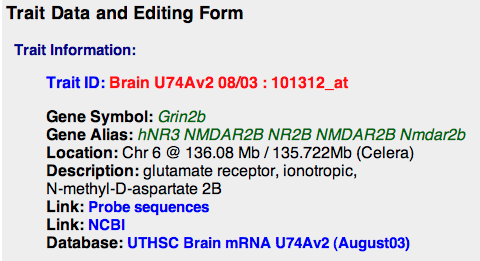 Trait Data and Editing Form
Trait Information:
Trait ID: Brain U74Av2 08/03 : 101312_at
Gene Symbol: Grin2b
Gene Alias: hNR3 NMDAR2B NR2B NMDAR2B Nmdar2b
Location: Chr 6 @ 136.08 Mb / 135.722Mb (Celera)
Description: glutamate receptor, ionotropic,
N-methyl-D-aspartate 2B
Link: Probe sequences
Link: NCBI
Database: UTHSC Brain mRNA U74Av2 (August03)